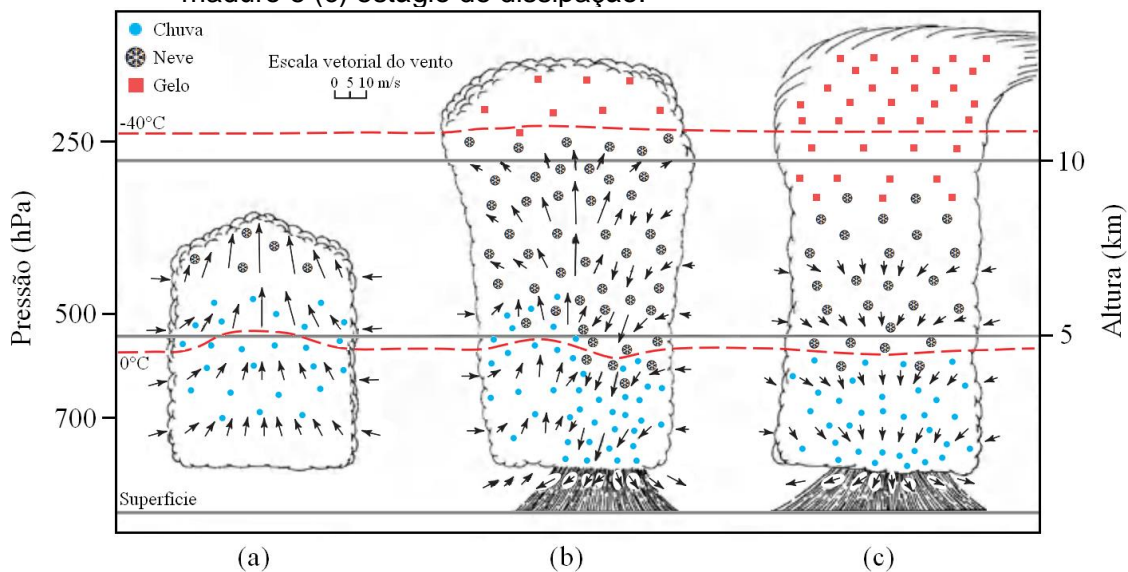 maduro e (c) estágio de dissipação.
Chuva
Neve
Gelo
Escala vetorial do vento
0 5 10 m/s
-40°C
250
10
Pressão (hPa)
Altura (km)
500
5
0°C
700
Superfície
(a) (b) (c)